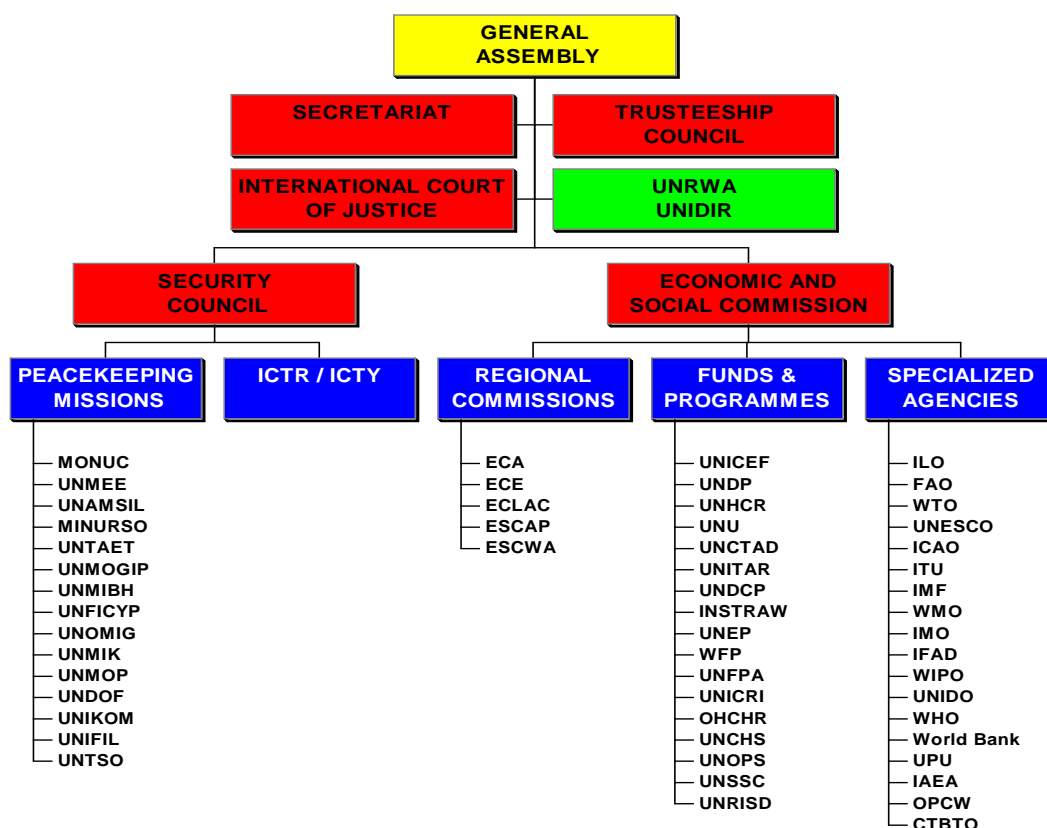 GENERAL
ASSEMBLY
SECRETARIAT
TRUSTEESHIP
COUNCIL
INTERNATIONAL COURT
OF JUSTICE
UNRWA
UNIDIR
SECURITY
COUNCIL
ECONOMIC AND
SOCIAL COMMISSION
PEACEKEEPING
MISSIONS
ICTR / ICTY
REGIONAL
COMMISSIONS
FUNDS &
PROGRAMMES
SPECIALIZED
AGENCIES
MONUC
UNMEE
UNAMSIL
MINURSO
UNTAET
UNMOGIP
UNMIBH
UNFICYP
UNOMIG
UNMIK
UNMOP
UNDOF
UNIKOM
UNIFIL
UNTSO
ECA
ECE
ECLAC
ESCAP
ESCWA
UNICEF
UNDP
UNHCR
UNU
UNCTAD
UNITAR
UNDCP
INSTRAW
UNEP
WFP
UNFPA
UNICRI
OHCHR
UNCHS
UNOPS
UNSSC
UNRISD
ILO
FAO
WTO
UNESCO
ICAO
ITU
IMF
WMO
IMO
IFAD
WIPO
UNIDO
WHO
World Bank
UPU
IAEA
OPCW
CTBTO